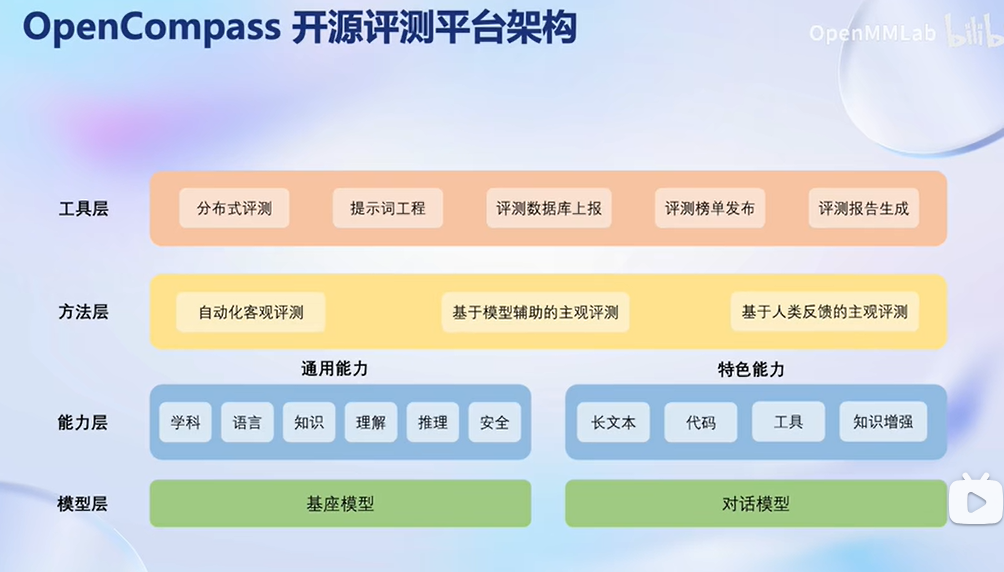 OpenCompass 开源评测平台架构
OpenMMLab
工具层 分布式评测 提示词工程 评测数据库上报 评测榜单发布 评测报告生成
方法层 自动化客观评测 基于模型辅助的主观评测 基于人类反馈的主观评测
通用能力 特色能力
能力层 学科 语言 知识 理解 推理 安全 长文本 代码 工具 知识增强
模型层 基座模型 对话模型